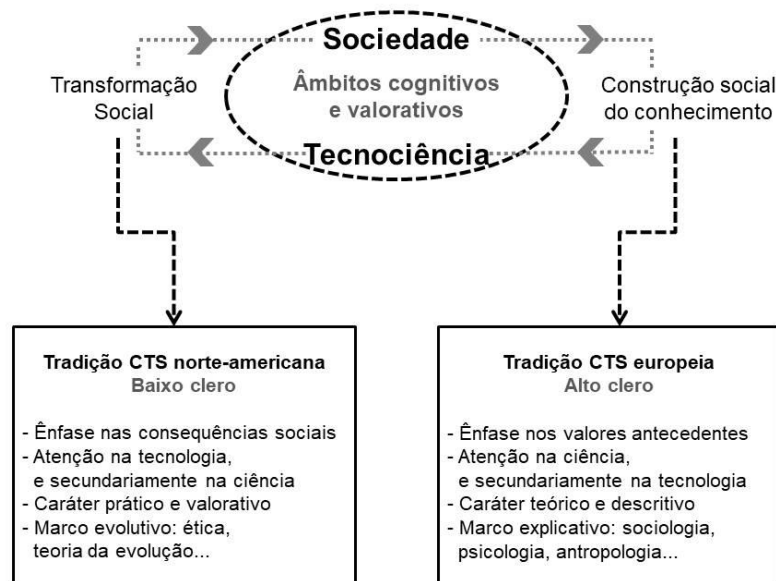 Sociedade
Âmbitos cognitivos
e valorativos
Tecnociência
Transformação
Social
Construção social
do conhecimento
Tradição CTS norte-americana
Baixo clero
- Ênfase nas consequências sociais
- Atenção na tecnologia,
e secundariamente na ciência
- Caráter prático e valorativo
- Marco evolutivo: ética,
teoria da evolução...
Tradição CTS europeia
Alto clero
- Ênfase nos valores antecedentes
- Atenção na ciência,
e secundariamente na tecnologia
- Caráter teórico e descritivo
- Marco explicativo: sociologia,
psicologia, antropologia...